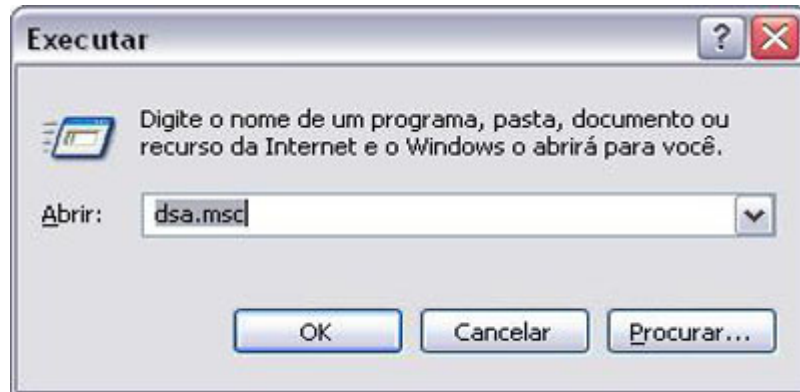 Executar
Digite o nome de um programa, pasta, documento ou
recurso da Internet e o Windows o abrirá para você.
Abrir: dsa.msc
OK Cancelar Procurar...